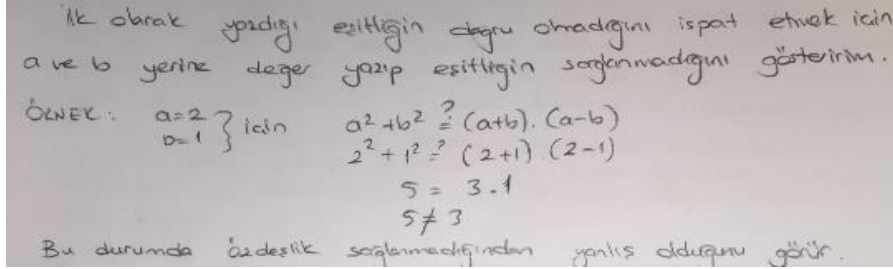 İlk olarak yazdığı eşitliğin doğru olmadığını ispat etmek için
a ve b yerine değer yazıp eşitliğin sağlanmadığını gösteririm.
ÖRNEK: a=2 b=1 } için a²+b² ≟ (a+b).(a-b)
2²+1² ≟ (2+1).(2-1)
5 = 3.1
5≠3
Bu durumda özdeşlik sağlanmadığından yanlış olduğunu görür.